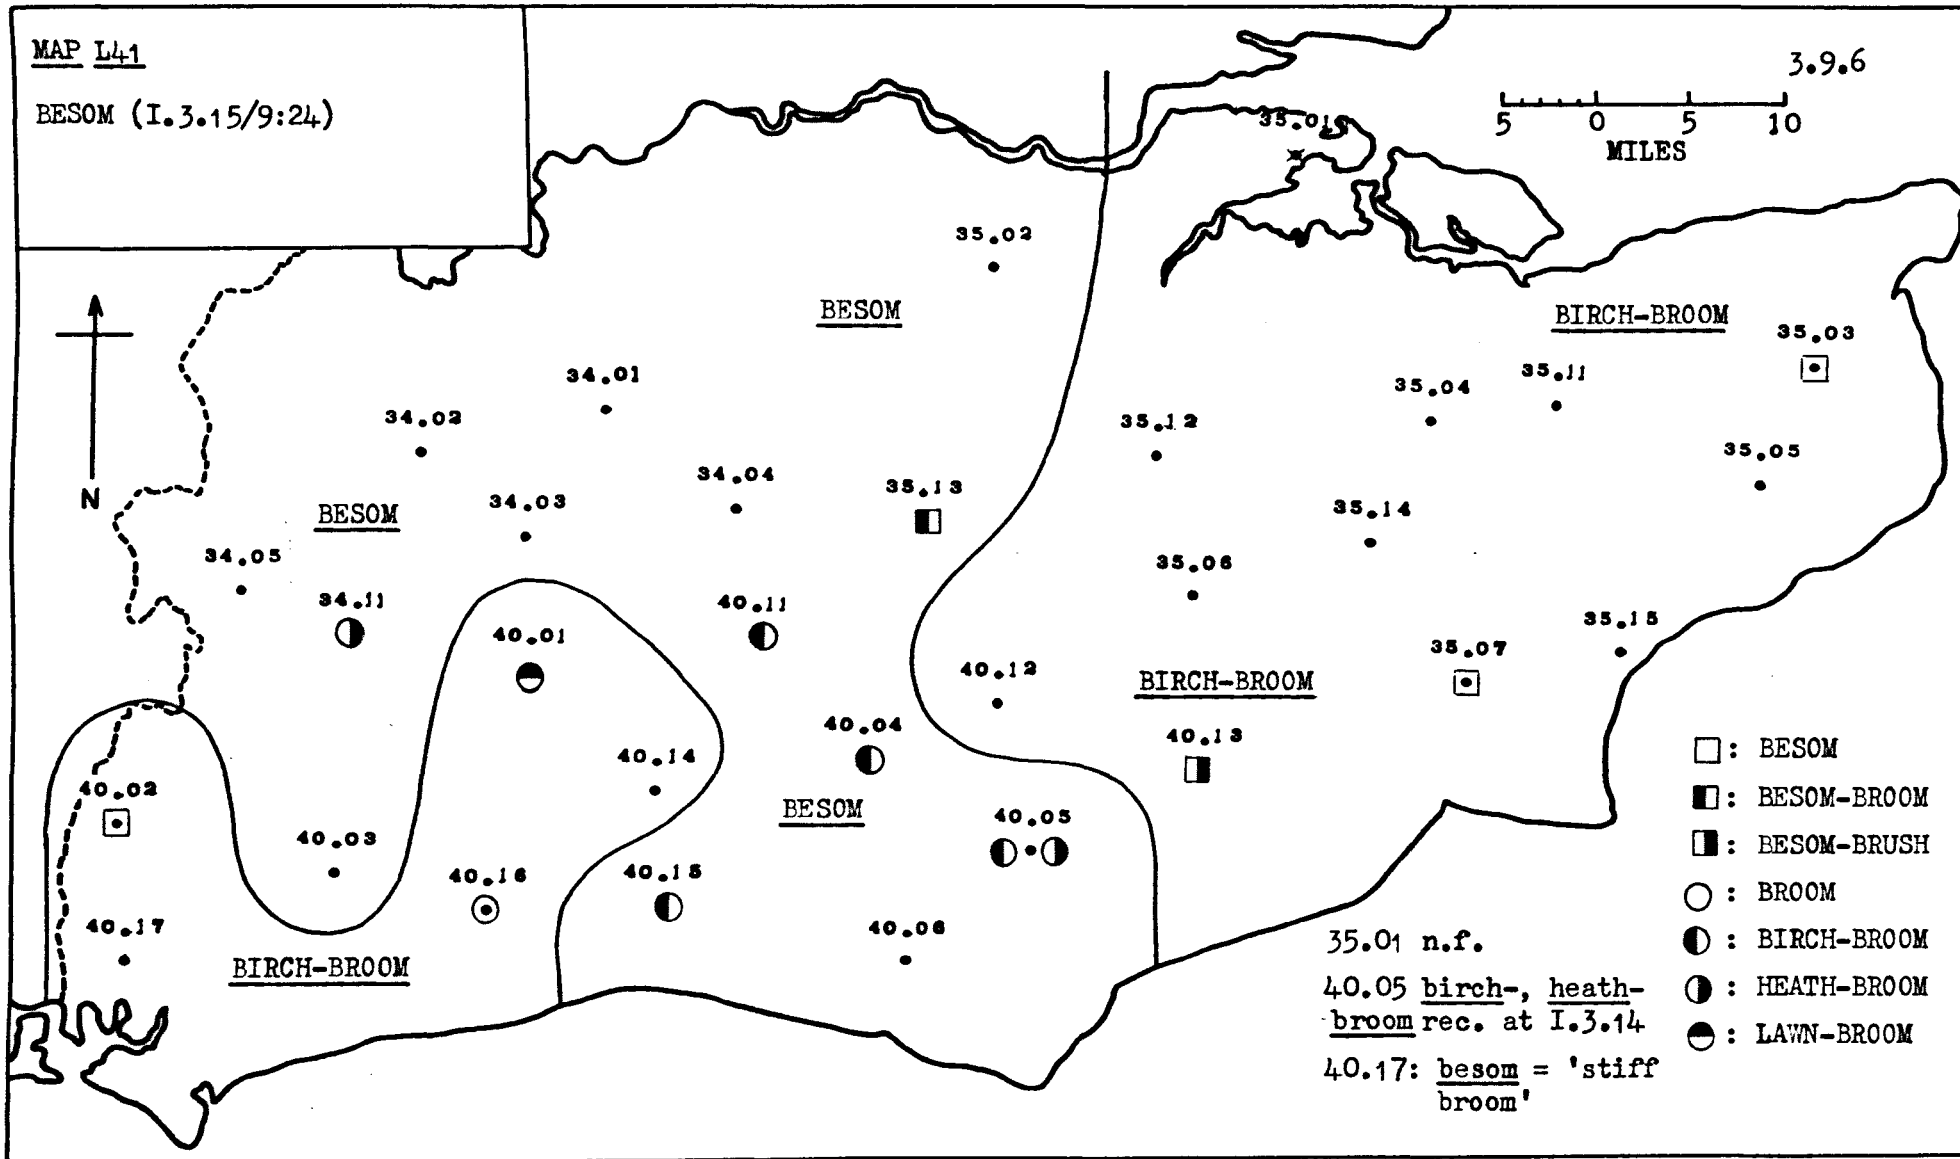 MAP L41
BESOM (I.3.15/9:24)
3.9.6
5 0 5 10
MILES
N
35.01
35.02
BESOM
BIRCH-BROOM
35.03
34.01
34.02
35.04
35.11
35.12
35.05
34.04
35.13
34.03
BESOM
35.14
34.05
35.06
34.11
40.11
40.01
35.15
35.07
40.12
BIRCH-BROOM
40.04
40.13
40.14
40.02
BESOM
40.05
40.03
40.16
40.15
40.17
40.06
BIRCH-BROOM
□: BESOM
◧: BESOM-BROOM
◨: BESOM-BRUSH
○: BROOM
◐: BIRCH-BROOM
◑: HEATH-BROOM
◓: LAWN-BROOM
35.01 n.f.
40.05 birch-, heath-
broom rec. at I.3.14
40.17: besom = 'stiff
broom'